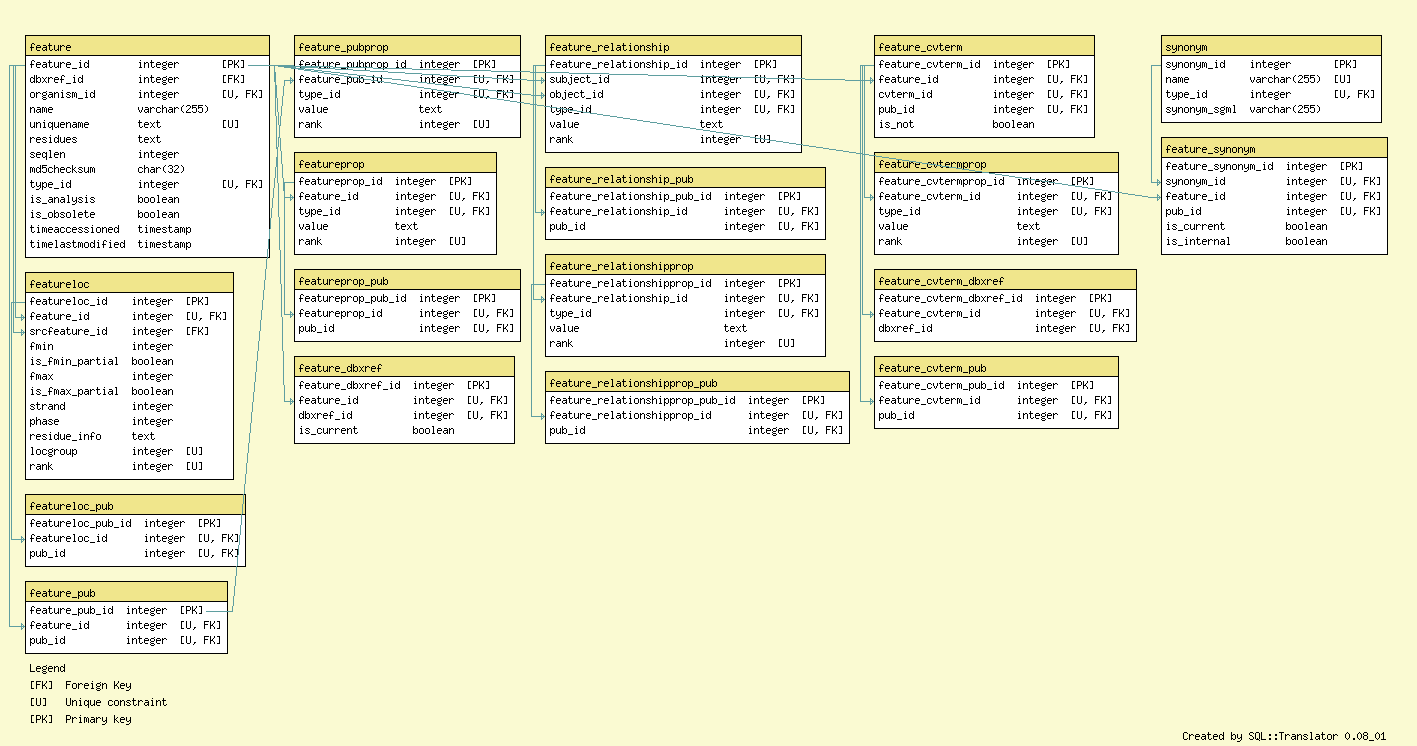 feature
feature_id integer [PK]
dbxref_id integer [FK]
organism_id integer [U, FK]
name varchar(255)
uniquename text [U]
residues text
seqlen integer
md5checksum char(32)
type_id integer [U, FK]
is_analysis boolean
is_obsolete boolean
timeaccessioned timestamp
timelastmodified timestamp
featureloc
featureloc_id integer [PK]
feature_id integer [U, FK]
srcfeature_id integer [FK]
fmin integer
is_fmin_partial boolean
fmax integer
is_fmax_partial boolean
strand integer
phase integer
residue_info text
locgroup integer [U]
rank integer [U]
featureloc_pub
featureloc_pub_id integer [PK]
featureloc_id integer [U, FK]
pub_id integer [U, FK]
feature_pub
feature_pub_id integer [PK]
feature_id integer [U, FK]
pub_id integer [U, FK]
Legend
[FK] Foreign Key
[U] Unique constraint
[PK] Primary key
feature_pubprop
feature_pubprop_id integer [PK]
feature_pub_id integer [U, FK]
type_id integer [U, FK]
value text
rank integer [U]
featureprop
featureprop_id integer [PK]
feature_id integer [U, FK]
type_id integer [U, FK]
value text
rank integer [U]
featureprop_pub
featureprop_pub_id integer [PK]
featureprop_id integer [U, FK]
pub_id integer [U, FK]
feature_dbxref
feature_dbxref_id integer [PK]
feature_id integer [U, FK]
dbxref_id integer [U, FK]
is_current boolean
feature_relationship
feature_relationship_id integer [PK]
subject_id integer [U, FK]
object_id integer [U, FK]
type_id integer [U, FK]
value text
rank integer [U]
feature_relationship_pub
feature_relationship_pub_id integer [PK]
feature_relationship_id integer [U, FK]
pub_id integer [U, FK]
feature_relationshipprop
feature_relationshipprop_id integer [PK]
feature_relationship_id integer [U, FK]
type_id integer [U, FK]
value text
rank integer [U]
feature_relationshipprop_pub
feature_relationshipprop_pub_id integer [PK]
feature_relationshipprop_id integer [U, FK]
pub_id integer [U, FK]
feature_cvterm
feature_cvterm_id integer [PK]
feature_id integer [U, FK]
cvterm_id integer [U, FK]
pub_id integer [U, FK]
is_not boolean
feature_cvtermprop
feature_cvtermprop_id integer [PK]
feature_cvterm_id integer [U, FK]
type_id integer [U, FK]
value text
rank integer [U]
feature_cvterm_dbxref
feature_cvterm_dbxref_id integer [PK]
feature_cvterm_id integer [U, FK]
dbxref_id integer [U, FK]
feature_cvterm_pub
feature_cvterm_pub_id integer [PK]
feature_cvterm_id integer [U, FK]
pub_id integer [U, FK]
synonym
synonym_id integer [PK]
name varchar(255) [U]
type_id integer [U, FK]
synonym_sgml varchar(255)
feature_synonym
feature_synonym_id integer [PK]
synonym_id integer [U, FK]
feature_id integer [U, FK]
pub_id integer [U, FK]
is_current boolean
is_internal boolean
Created by SQL::Translator 0.08_01